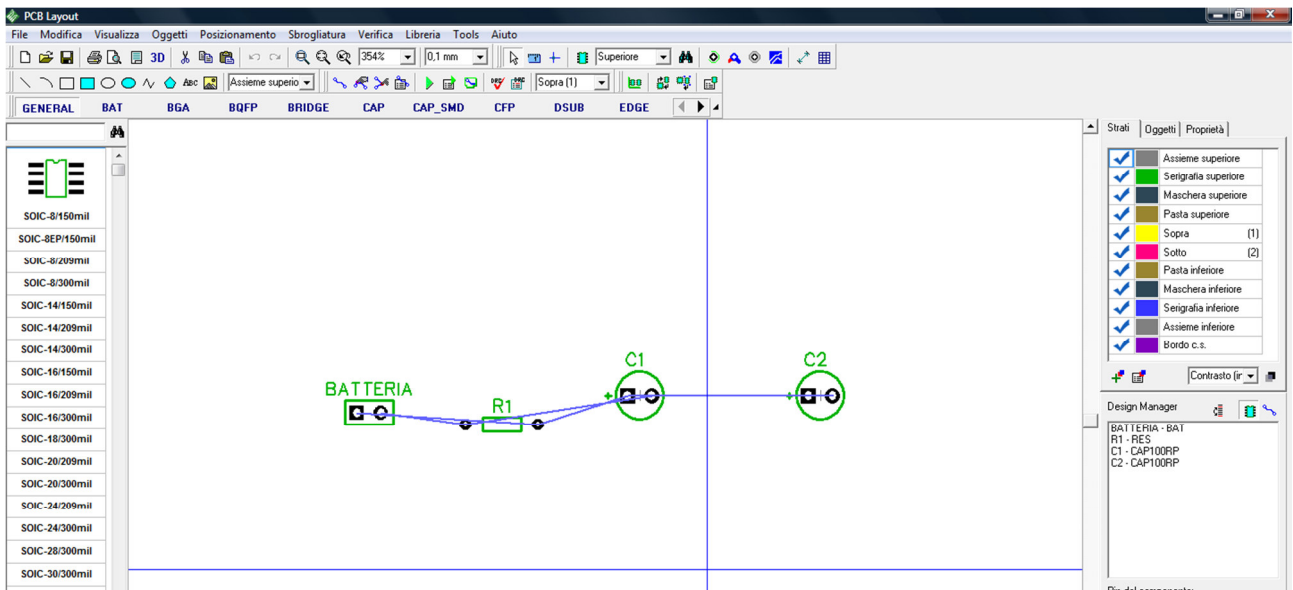 PCB Layout
File Modifica Visualizza Oggetti Posizionamento Sbrogliatura Verifica Libreria Tools Aiuto
3D 354% 0,1 mm Superiore
ABC Assieme superio Sopra (1)
GENERAL BAT BGA BQFP BRIDGE CAP CAP_SMD CFP DSUB EDGE
SOIC-8/150mil
SOIC-8EP/150mil
SOIC-8/209mil
SOIC-8/300mil
SOIC-14/150mil
SOIC-14/209mil
SOIC-14/300mil
SOIC-16/150mil
SOIC-16/209mil
SOIC-16/300mil
SOIC-18/300mil
SOIC-20/209mil
SOIC-20/300mil
SOIC-24/209mil
SOIC-24/300mil
SOIC-28/300mil
SOIC-30/300mil
BATTERIA
R1
C1
C2
Strati Oggetti Proprietà
Assieme superiore
Serigrafia superiore
Maschera superiore
Pasta superiore
Sopra (1)
Sotto (2)
Pasta inferiore
Maschera inferiore
Serigrafia inferiore
Assieme inferiore
Bordo c.s.
Contrasto (ir
Design Manager
BATTERIA - BAT
R1 - RES
C1 - CAP100RP
C2 - CAP100RP